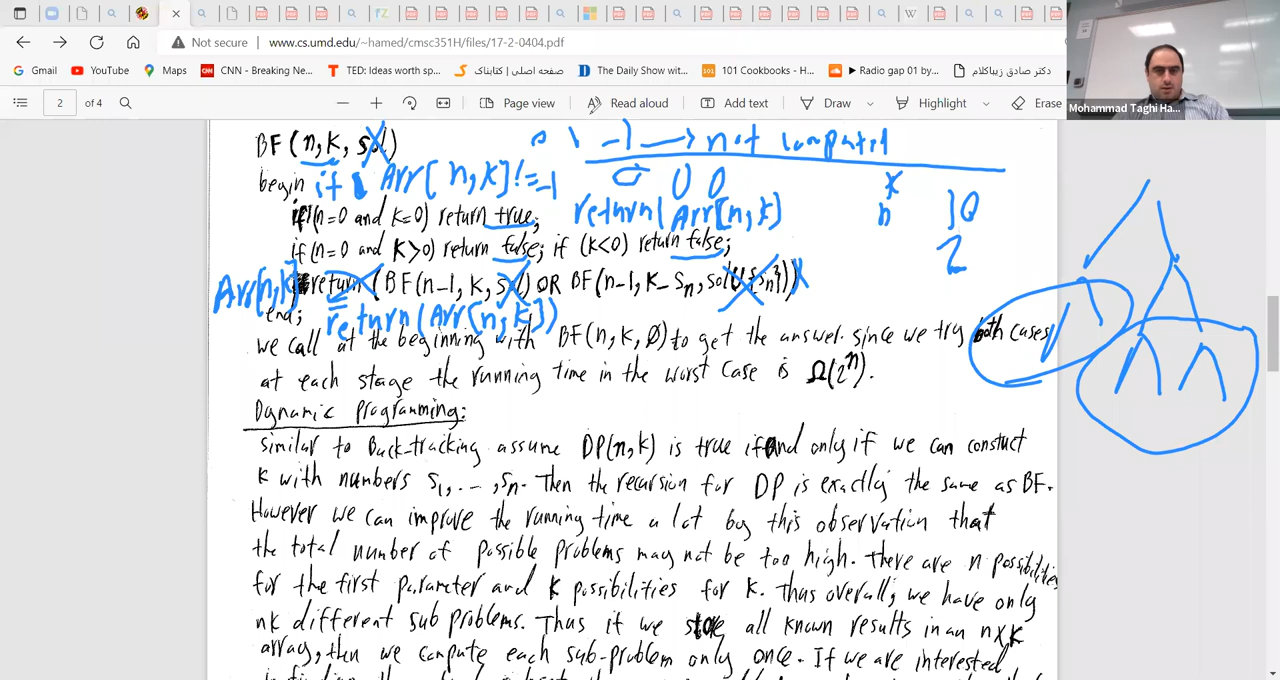 Not secure | www.cs.umd.edu/~hamed/cmsc351H/files/17-2-0404.pdf
Gmail YouTube Maps CNN - Breaking Ne... TED: Ideas worth sp... صفحه اصلی | کتابتک The Daily Show wit... 101 Cookbooks - H... Radio gap 01 by... دکتر صادق زیباکلام
2 of 4 Page view Read aloud Add text Draw Highlight Erase
Mohammad Taghi Ha...
BF(n,k, sol) 0 1 -1 → not computed
begin if Arr[n,k]!=-1
if (n=0 and k=0) return true; return(Arr[n,k]
if (n=0 and k>0) return false; if (k<0) return false;
Arr[n,k] return (BF(n-1, k, sol) OR BF(n-1, k-sn, sol∪{sn}))
end; return(Arr[n,k])
we call at the beginning with BF(n,k,∅) to get the answer. since we try both cases
at each stage the running time in the worst case is Ω(2^n).
Dynamic Programming:
similar to Back-tracking assume DP(n,k) is true if and only if we can constuct
k with numbers s1, ..., sn. Then the recursion for DP is exactly the same as BF.
However we can improve the running time a lot by this observation that
the total number of possible problems may not be too high. There are n possibilities
for the first parameter and k possibilities for k. Thus overall, we have only
nk different sub problems. Thus if we store all known results in an n×k
array, then we compute each sub-problem only once. If we are interested